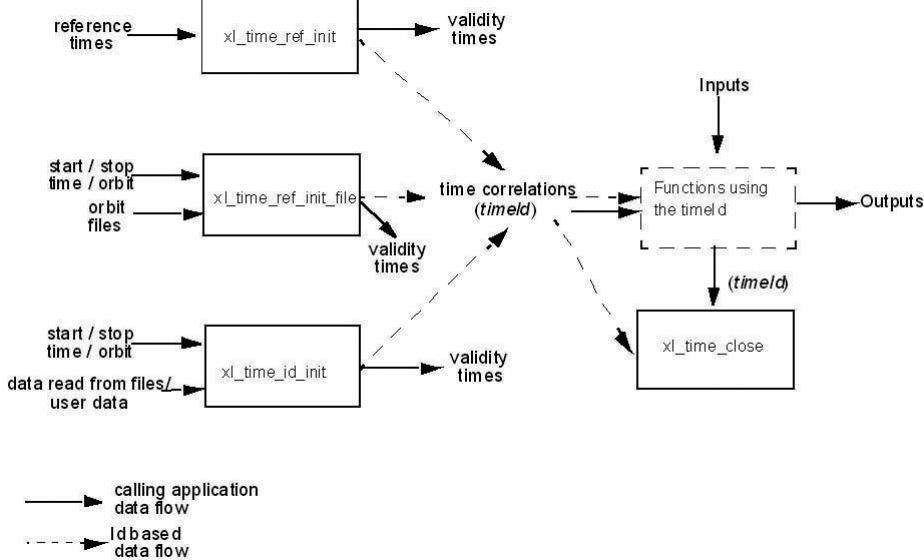 reference
times
xl_time_ref_init
validity
times
Inputs
start / stop
time / orbit
orbit
files
xl_time_ref_init_file
validity
times
time correlations
(timeId)
Functions using
the timeId
Outputs
(timeId)
xl_time_close
start / stop
time / orbit
data read from files/
user data
xl_time_id_init
validity
times
calling application
data flow
Id based
data flow